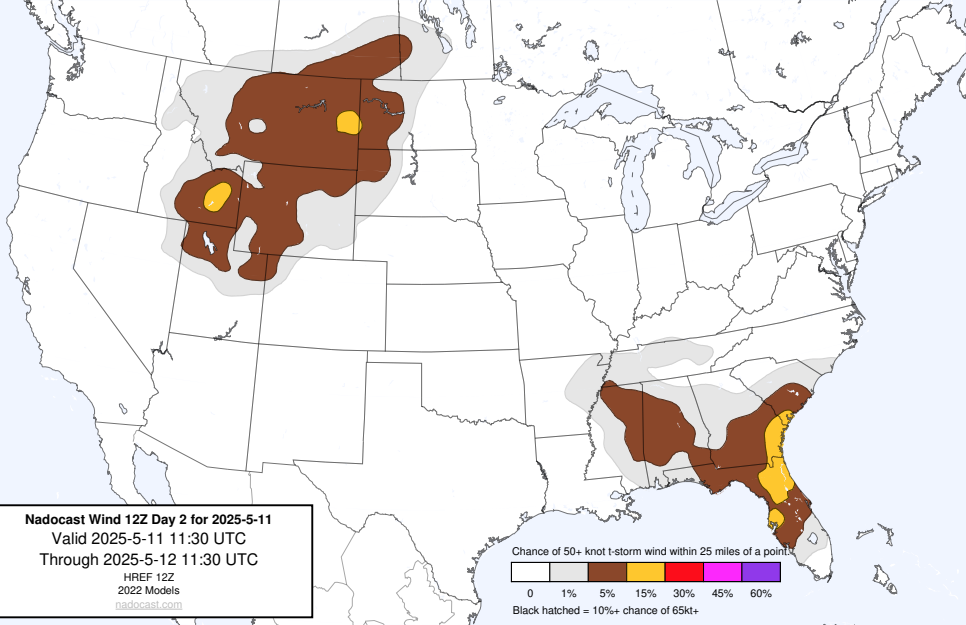 Nadocast Wind 12Z Day 2 for 2025-5-11
Valid 2025-5-11 11:30 UTC
Through 2025-5-12 11:30 UTC
HREF 12Z
2022 Models
nadocast.com
Chance of 50+ knot t-storm wind within 25 miles of a point.
0 1% 5% 15% 30% 45% 60%
Black hatched = 10%+ chance of 65kt+